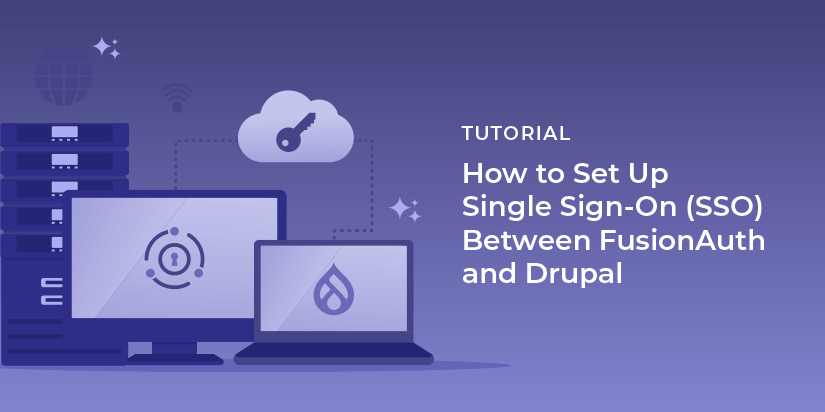 TUTORIAL
How to Set Up
Single Sign-On (SSO)
Between FusionAuth
and Drupal